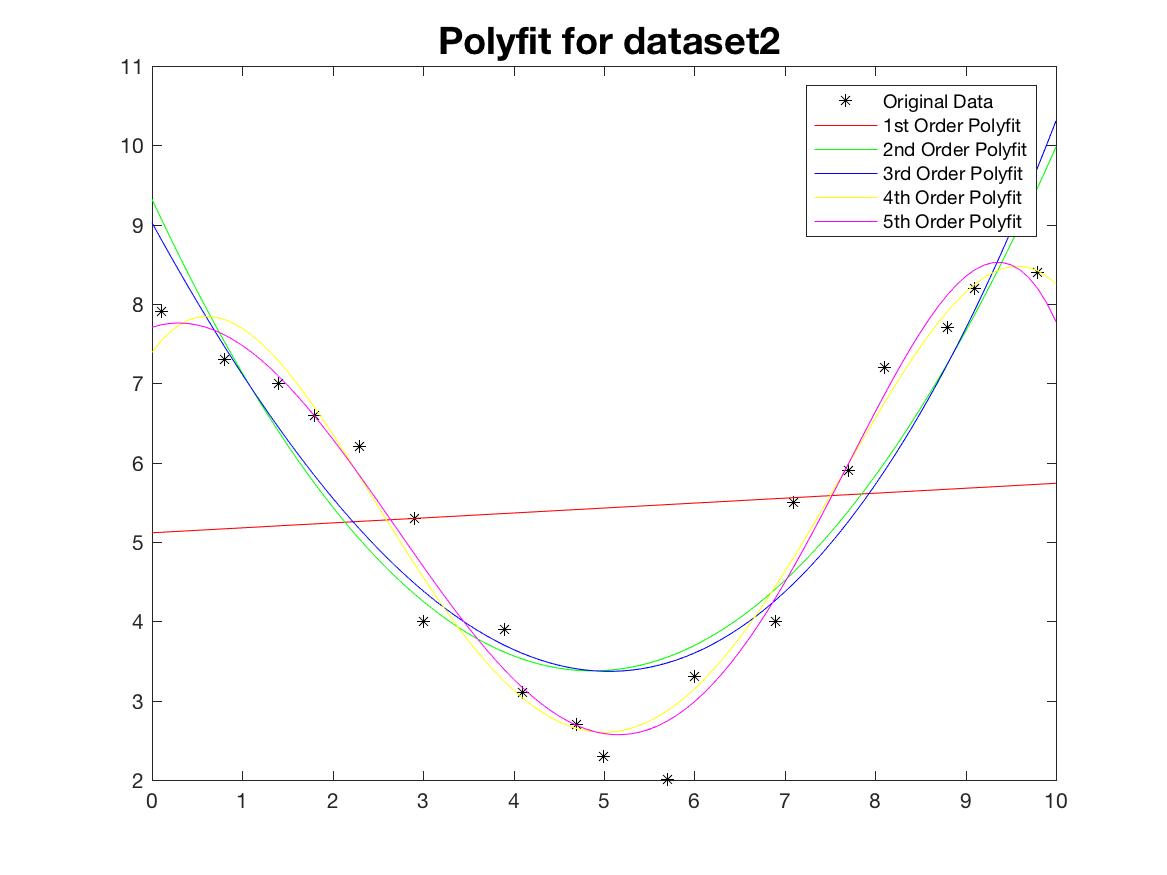 Polyfit for dataset2
Original Data
1st Order Polyfit
2nd Order Polyfit
3rd Order Polyfit
4th Order Polyfit
5th Order Polyfit
11
10
9
8
7
6
5
4
3
2
0 1 2 3 4 5 6 7 8 9 10